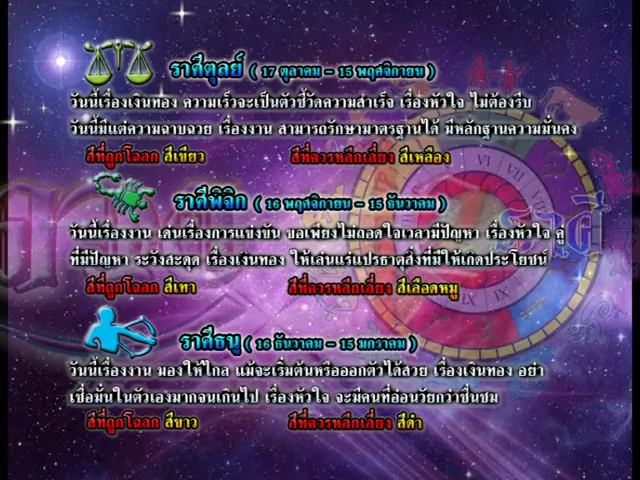 ราศีตุลย์ ( 17 ตุลาคม - 15 พฤศจิกายน )
วันนี้เรื่องเงินทอง ความเร็วจะเป็นตัวชี้วัดความสำเร็จ เรื่องหัวใจ ไม่ต้องรีบ
วันนี้มีแต่ความฉาบฉวย เรื่องงาน สามารถรักษามาตรฐานได้ มีหลักฐานความมั่นคง
สีที่ถูกโฉลก สีเขียว สีที่ควรหลีกเลี่ยง สีเหลือง
ราศีพิจิก ( 16 พฤศจิกายน - 15 ธันวาคม )
วันนี้เรื่องงาน เด่นเรื่องการแข่งขัน ขอเพียงไม่ถอดใจเวลามีปัญหา เรื่องหัวใจ คู่
ที่มีปัญหา ระวังสะดุด เรื่องเงินทอง ให้เล่นแร่แปรธาตุสิ่งที่มีให้เกิดประโยชน์
สีที่ถูกโฉลก สีเทา สีที่ควรหลีกเลี่ยง สีเลือดหมู
ราศีธนู ( 16 ธันวาคม - 15 มกราคม )
วันนี้เรื่องงาน มองให้ไกล แม้จะเริ่มต้นหรือออกตัวได้สวย เรื่องเงินทอง อย่า
เชื่อมั่นในตัวเองมากจนเกินไป เรื่องหัวใจ จะมีคนที่อ่อนวัยกว่าชื่นชม
สีที่ถูกโฉลก สีขาว สีที่ควรหลีกเลี่ยง สีดำ